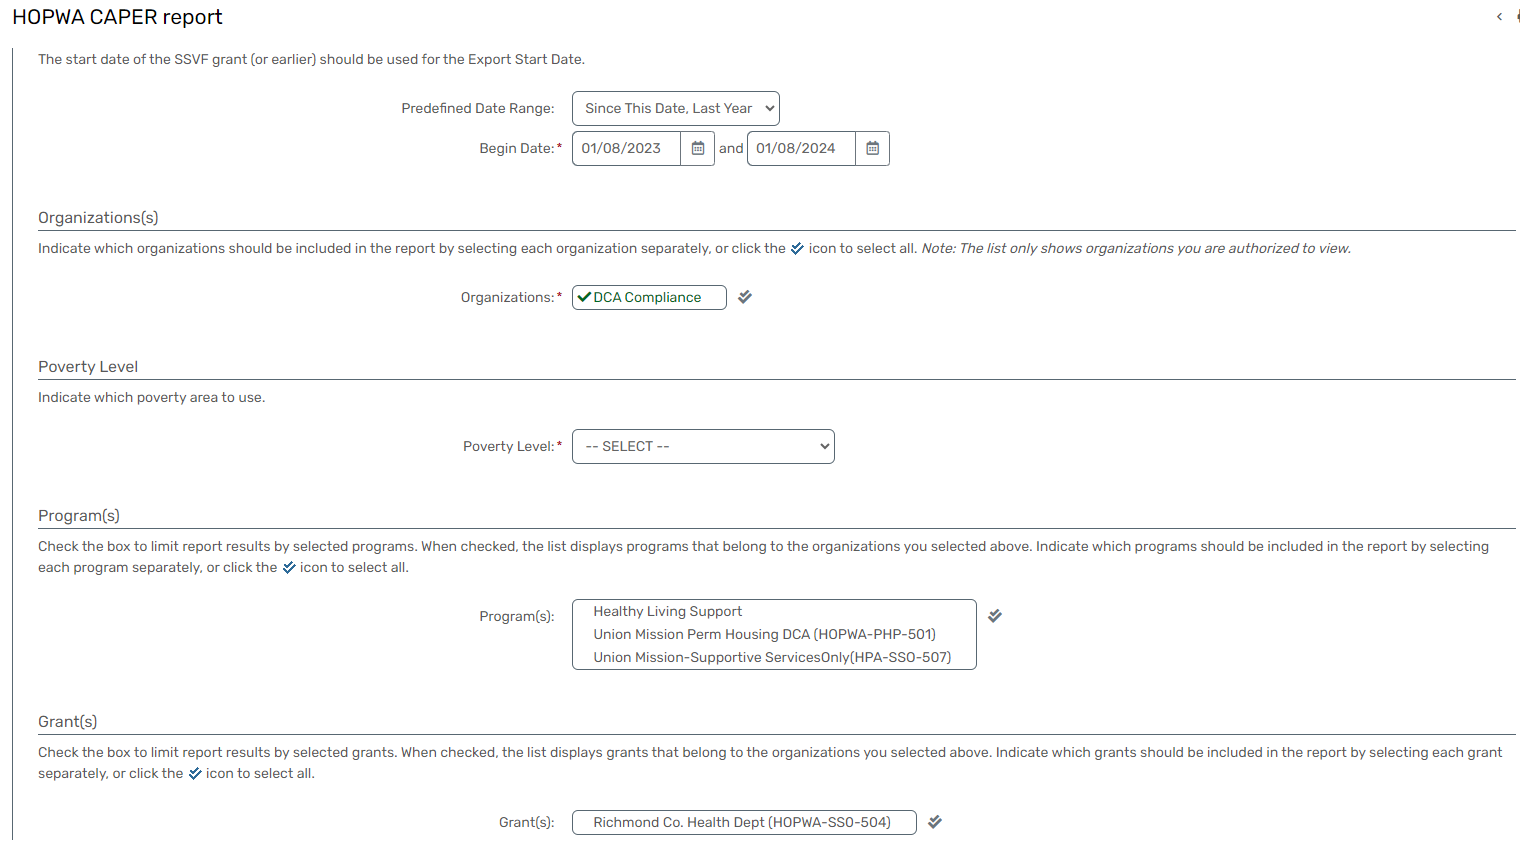 HOPWA CAPER report
The start date of the SSVF grant (or earlier) should be used for the Export Start Date.
Predefined Date Range: Since This Date, Last Year
Begin Date:* 01/08/2023 and 01/08/2024
Organizations(s)
Indicate which organizations should be included in the report by selecting each organization separately, or click the icon to select all. Note: The list only shows organizations you are authorized to view.
Organizations:* DCA Compliance
Poverty Level
Indicate which poverty area to use.
Poverty Level:* -- SELECT --
Program(s)
Check the box to limit report results by selected programs. When checked, the list displays programs that belong to the organizations you selected above. Indicate which programs should be included in the report by selecting
each program separately, or click the icon to select all.
Program(s): Healthy Living Support
Union Mission Perm Housing DCA (HOPWA-PHP-501)
Union Mission-Supportive ServicesOnly(HPA-SSO-507)
Grant(s)
Check the box to limit report results by selected grants. When checked, the list displays grants that belong to the organizations you selected above. Indicate which grants should be included in the report by selecting each grant
separately, or click the icon to select all.
Grant(s): Richmond Co. Health Dept (HOPWA-SSO-504)